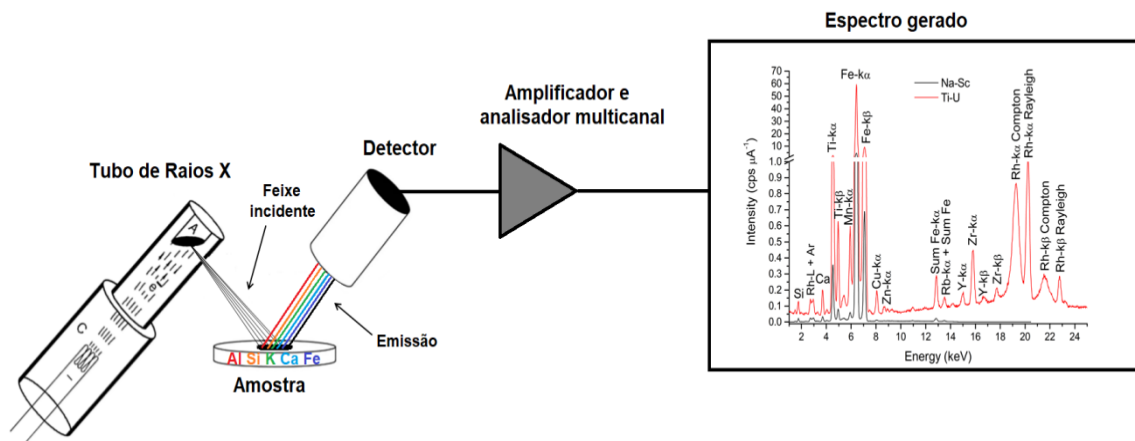 Espectro gerado
Amplificador e
analisador multicanal
Detector
Tubo de Raios X
Feixe
incidente
A
e-
C
Emissão
Al Si K Ca Fe
Amostra
Na-Sc
Ti-U
Intensity (cps µA⁻¹)
70
60
50
40
30
20
10
1.0
0.9
0.8
0.7
0.6
0.5
0.4
0.3
0.2
0.1
0.0
Si
Rh-L + Ar
Ca
Ti-kα
Ti-kβ
Mn-kα
Fe-kα
Fe-kβ
Cu-kα
Zn-kα
Sum Fe-kα
Rb-kα + Sum Fe
Y-kα
Zr-kα
Y-kβ
Zr-kβ
Rh-kα Compton
Rh-kα Rayleigh
Rh-kβ Compton
Rh-kβ Rayleigh
2 4 6 8 10 12 14 16 18 20 22 24
Energy (keV)